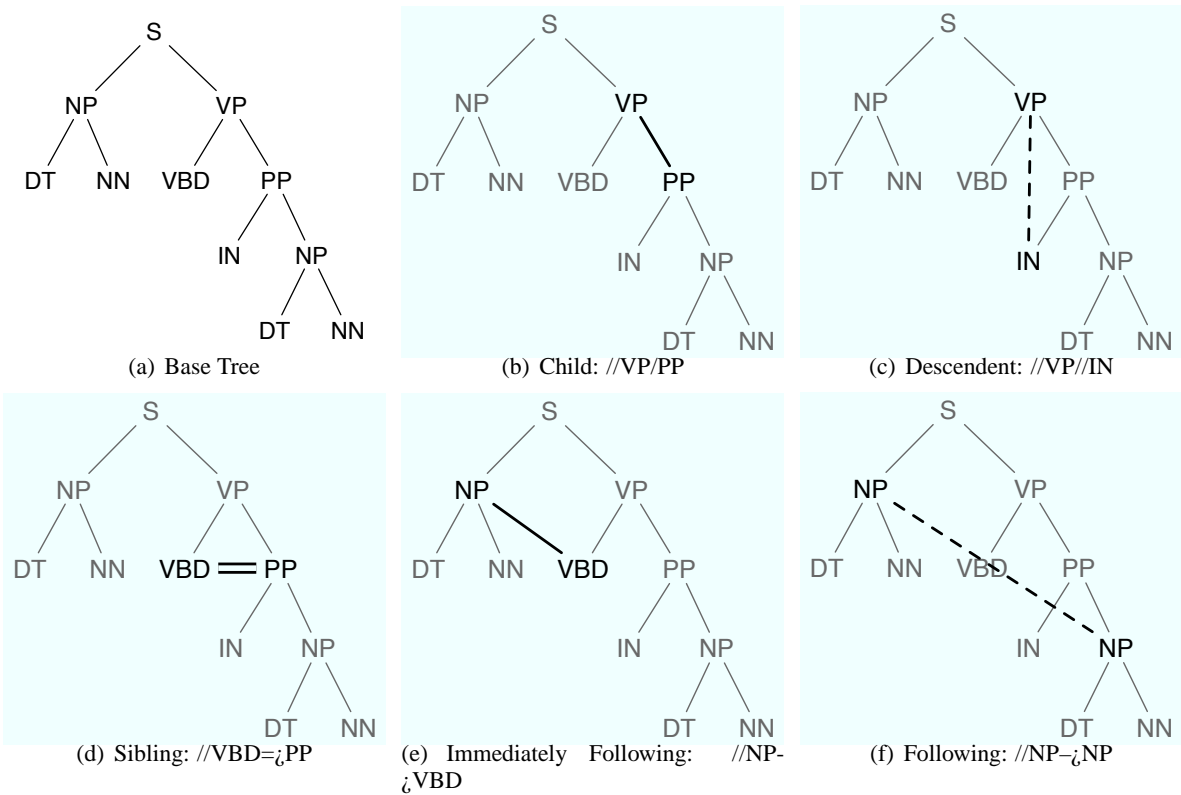 S
NP VP
DT NN VBD PP
IN NP
DT NN
(a) Base Tree
S
NP VP
DT NN VBD PP
IN NP
DT NN
(b) Child: //VP/PP
S
NP VP
DT NN VBD PP
IN NP
DT NN
(c) Descendent: //VP//IN
S
NP VP
DT NN VBD PP
IN NP
DT NN
(d) Sibling: //VBD=¿PP
S
NP VP
DT NN VBD PP
IN NP
DT NN
(e) Immediately Following: //NP-
¿VBD
S
NP VP
DT NN VBD PP
IN NP
DT NN
(f) Following: //NP–¿NP